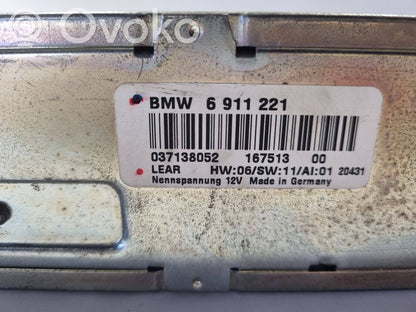 Ovoko
BMW 6 911 221
037138052 167513 00
LEAR HW:06/SW:11/AI:01 20431
Nennspannung 12V Made in Germany
Ovoko